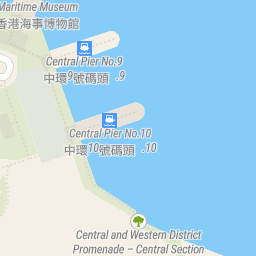 Maritime Museum
香港海事博物館
Central Pier No.9
中環9號碼頭 .9
Central Pier No.10
中環10號碼頭 .10
Central and Western District
Promenade – Central Section